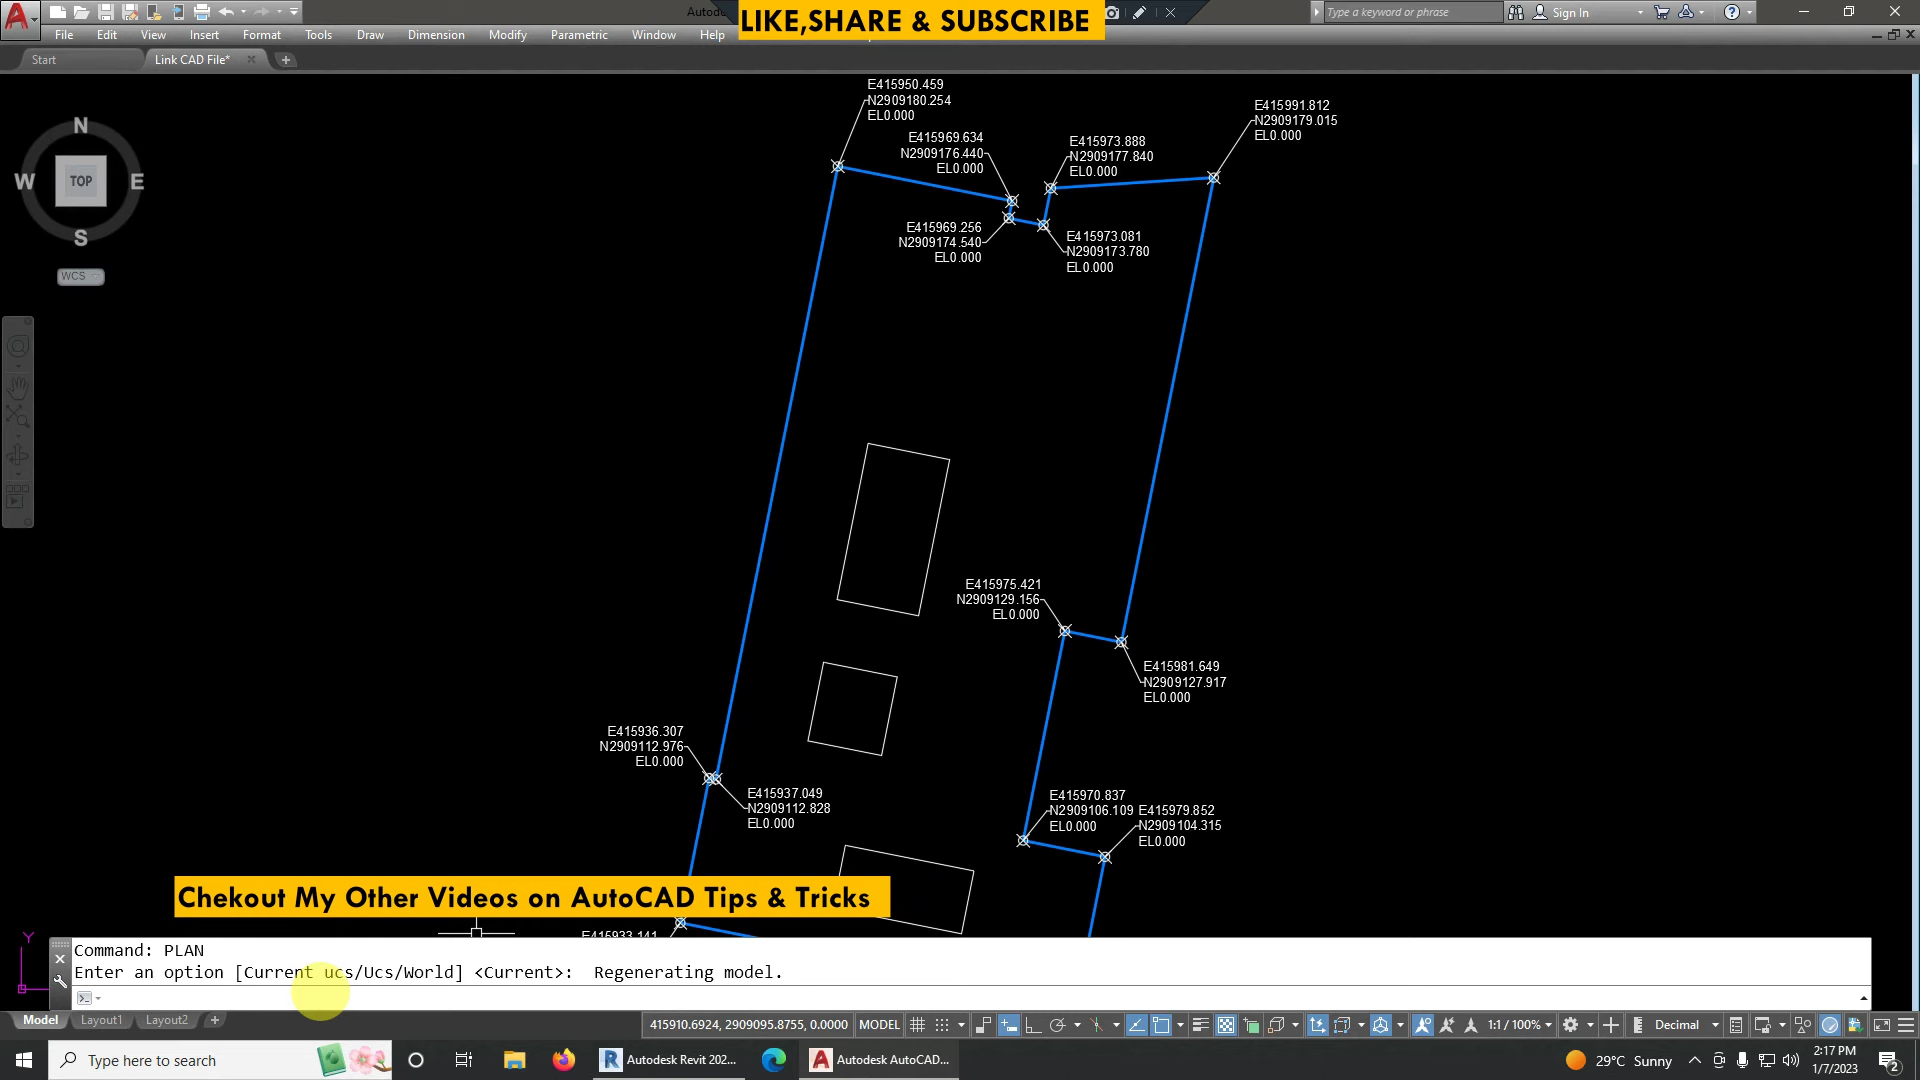 Autode
LIKE,SHARE & SUBSCRIBE
Type a keyword or phrase
Sign In
File Edit View Insert Format Tools Draw Dimension Modify Parametric Window Help
Start
Link CAD File*
E415950.459
N2909180.254
EL0.000
E415991.812
N2909179.015
EL0.000
E415969.634
N2909176.440
EL0.000
E415973.888
N2909177.840
EL0.000
N
W
TOP
E
S
WCS
E415969.256
N2909174.540
EL0.000
E415973.081
N2909173.780
EL0.000
E415975.421
N2909129.156
EL0.000
E415981.649
N2909127.917
EL0.000
E415936.307
N2909112.976
EL0.000
E415937.049
N2909112.828
EL0.000
E415970.837
N2909106.109
EL0.000
E415979.852
N2909104.315
EL0.000
Chekout My Other Videos on AutoCAD Tips & Tricks
E415933.141
Y
Command: PLAN
Enter an option [Current ucs/Ucs/World] <Current>: Regenerating model.
Model Layout1 Layout2
415910.6924, 2909095.8755, 0.0000 MODEL 1:1 / 100% Decimal
Type here to search
Autodesk Revit 202...
Autodesk AutoCAD...
29°C Sunny
2:17 PM
1/7/2023
2